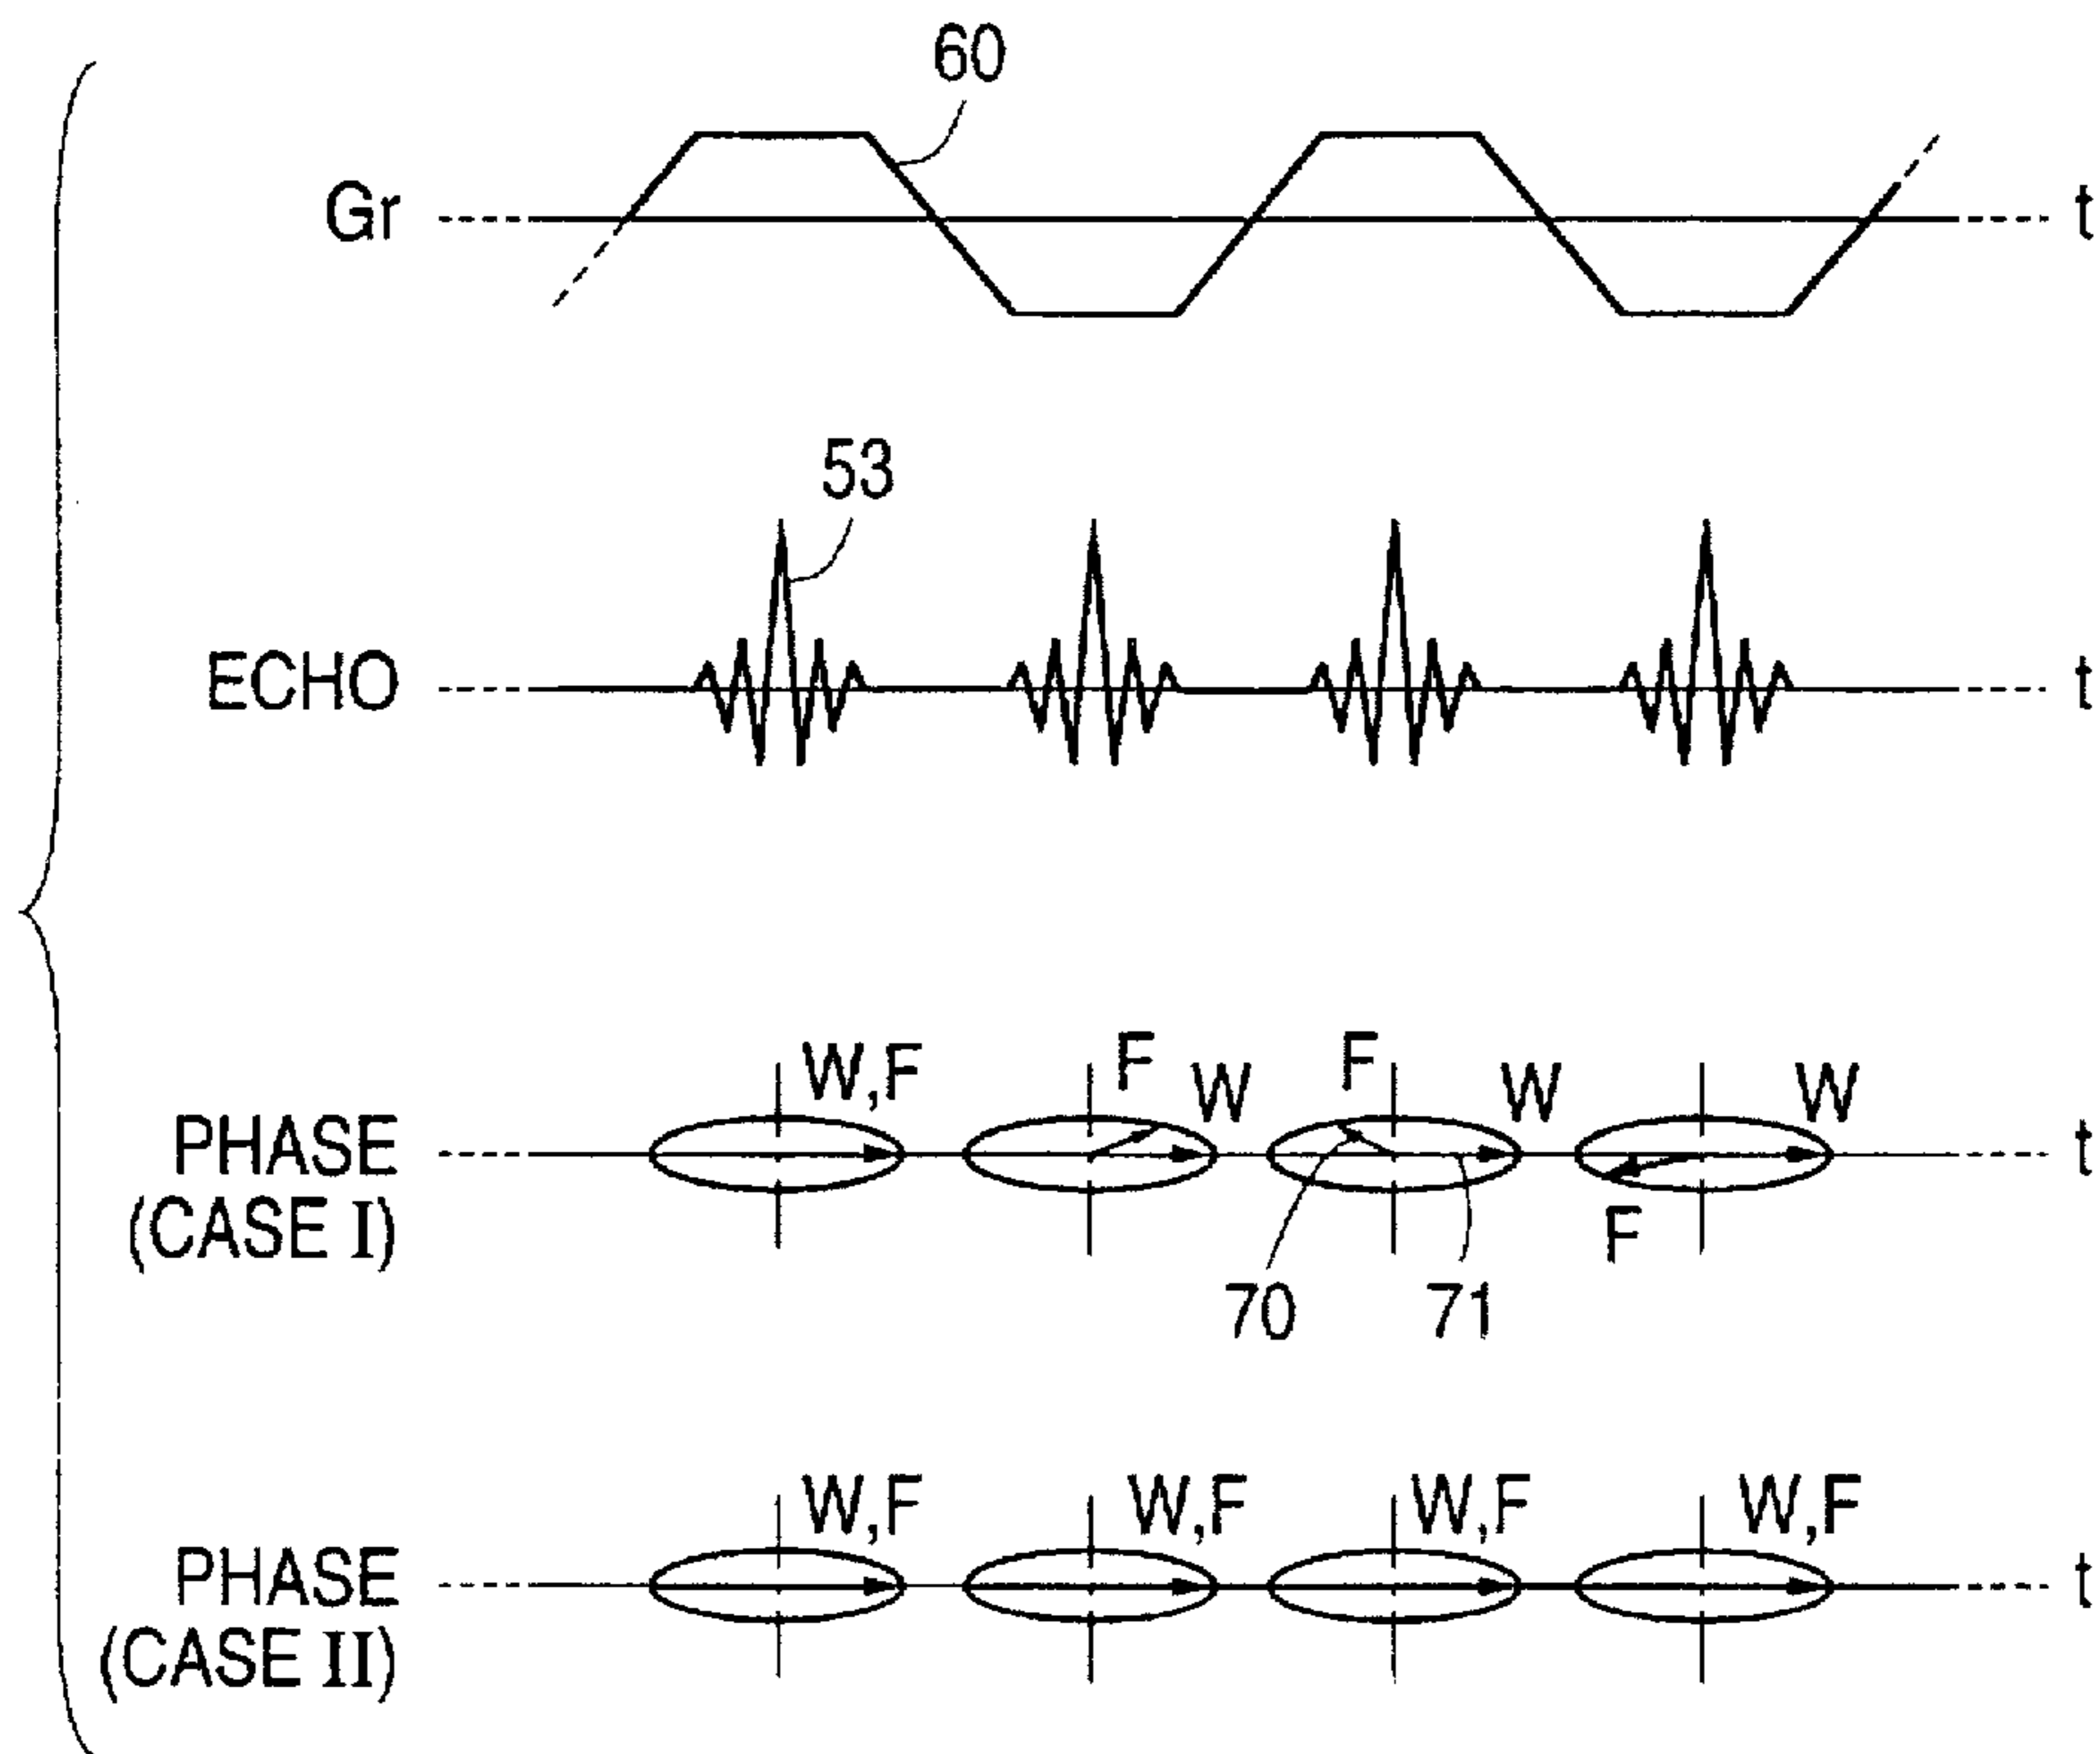 60
Gr t
53
ECHO t
W,F F W F W W
PHASE (CASE I) t
F
70 71
W,F W,F W,F W,F
PHASE (CASE II) t